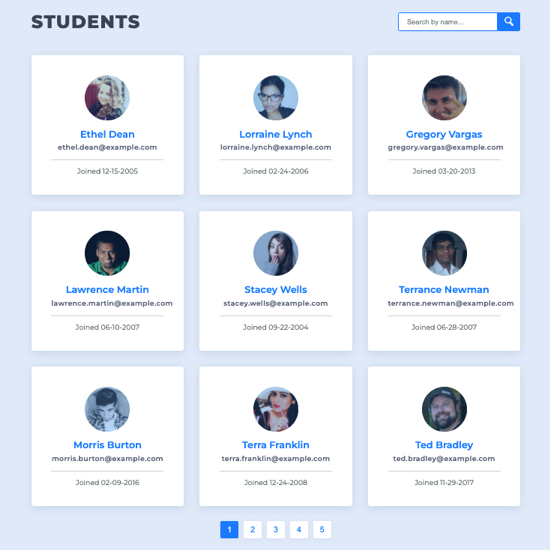 STUDENTS
Search by name...
Ethel Dean
ethel.dean@example.com
Joined 12-15-2005
Lorraine Lynch
lorraine.lynch@example.com
Joined 02-24-2006
Gregory Vargas
gregory.vargas@example.com
Joined 03-20-2013
Lawrence Martin
lawrence.martin@example.com
Joined 06-10-2007
Stacey Wells
stacey.wells@example.com
Joined 09-22-2004
Terrance Newman
terrance.newman@example.com
Joined 06-28-2007
Morris Burton
morris.burton@example.com
Joined 02-09-2016
Terra Franklin
terra.franklin@example.com
Joined 12-24-2008
Ted Bradley
ted.bradley@example.com
Joined 11-29-2017
1 2 3 4 5